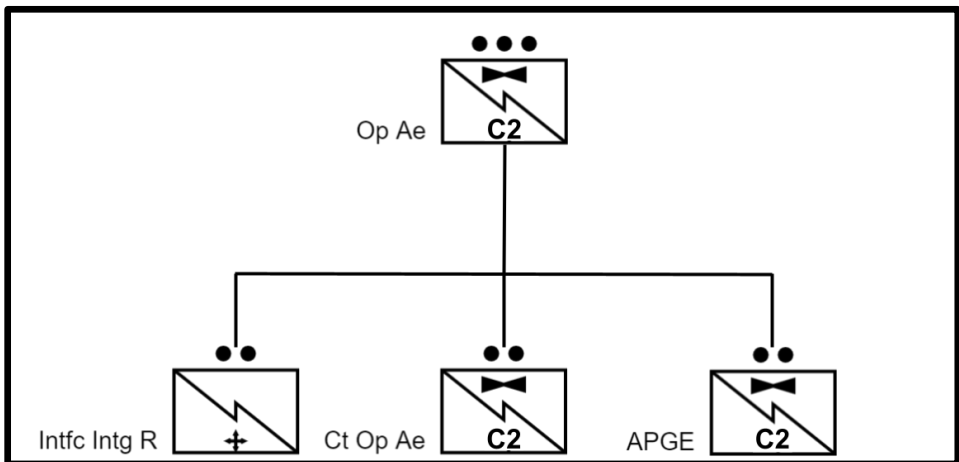 Op Ae
C2
Intfc Intg R
Ct Op Ae
C2
APGE
C2